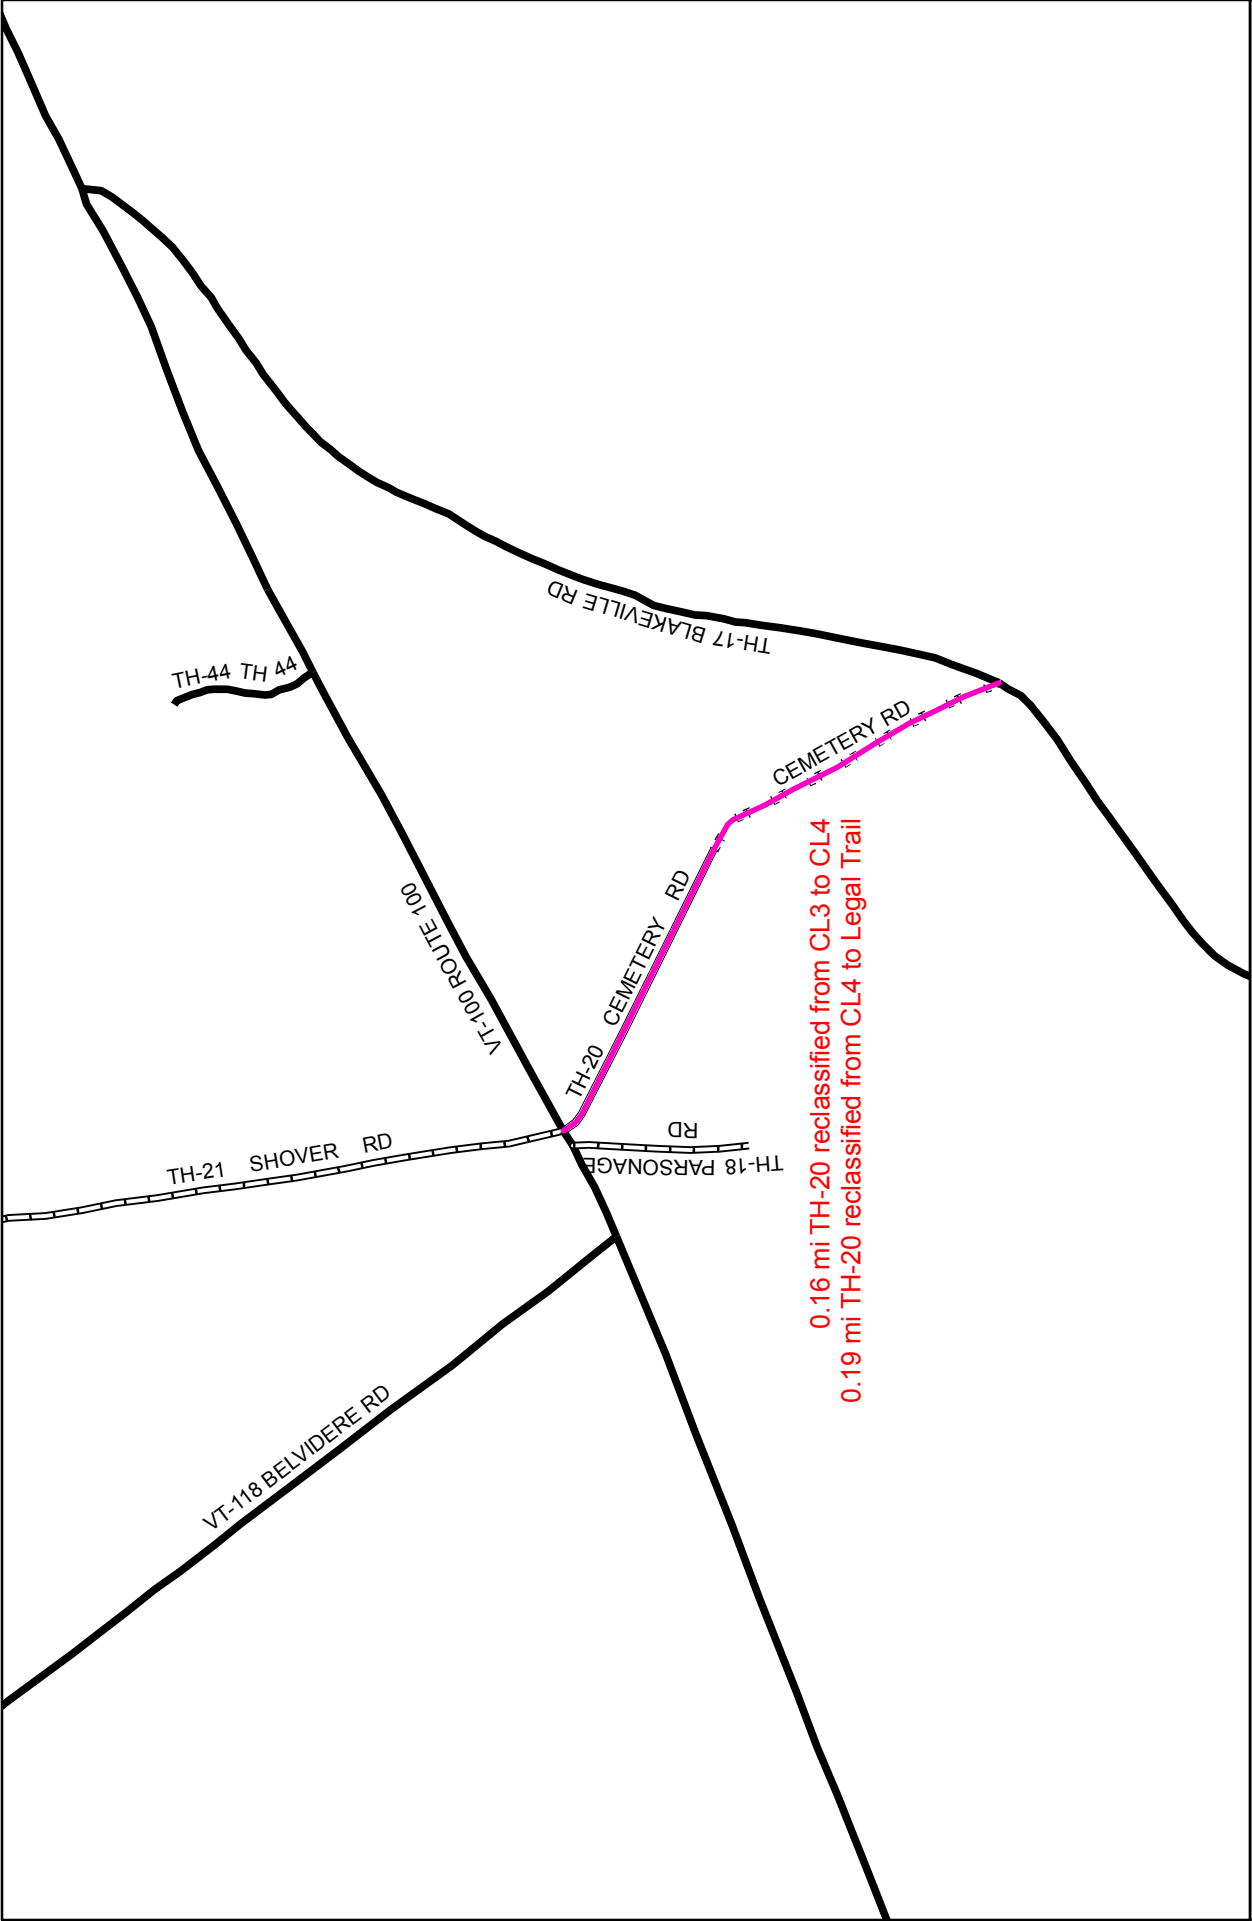 TH-17 BLAKEVILLE RD
TH-44 TH 44
CEMETERY RD
VT-100 ROUTE 100
TH-20 CEMETERY RD
TH-21 SHOVER RD
TH-18 PARSONAGE
RD
VT-118 BELVIDERE RD
0.16 mi TH-20 reclassified from CL3 to CL4
0.19 mi TH-20 reclassified from CL4 to Legal Trail